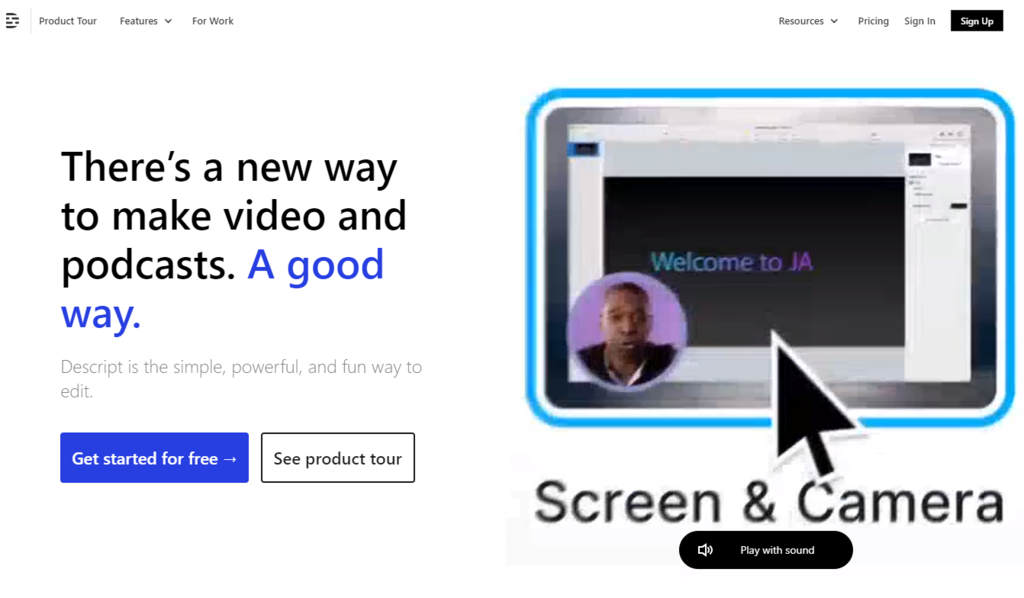 Product Tour
Features
For Work
Resources
Pricing
Sign In
Sign Up
There’s a new way
to make video and
podcasts. A good
way.
Descript is the simple, powerful, and fun way to
edit.
Get started for free →
See product tour
Welcome to JA
Screen & Camera
Play with sound